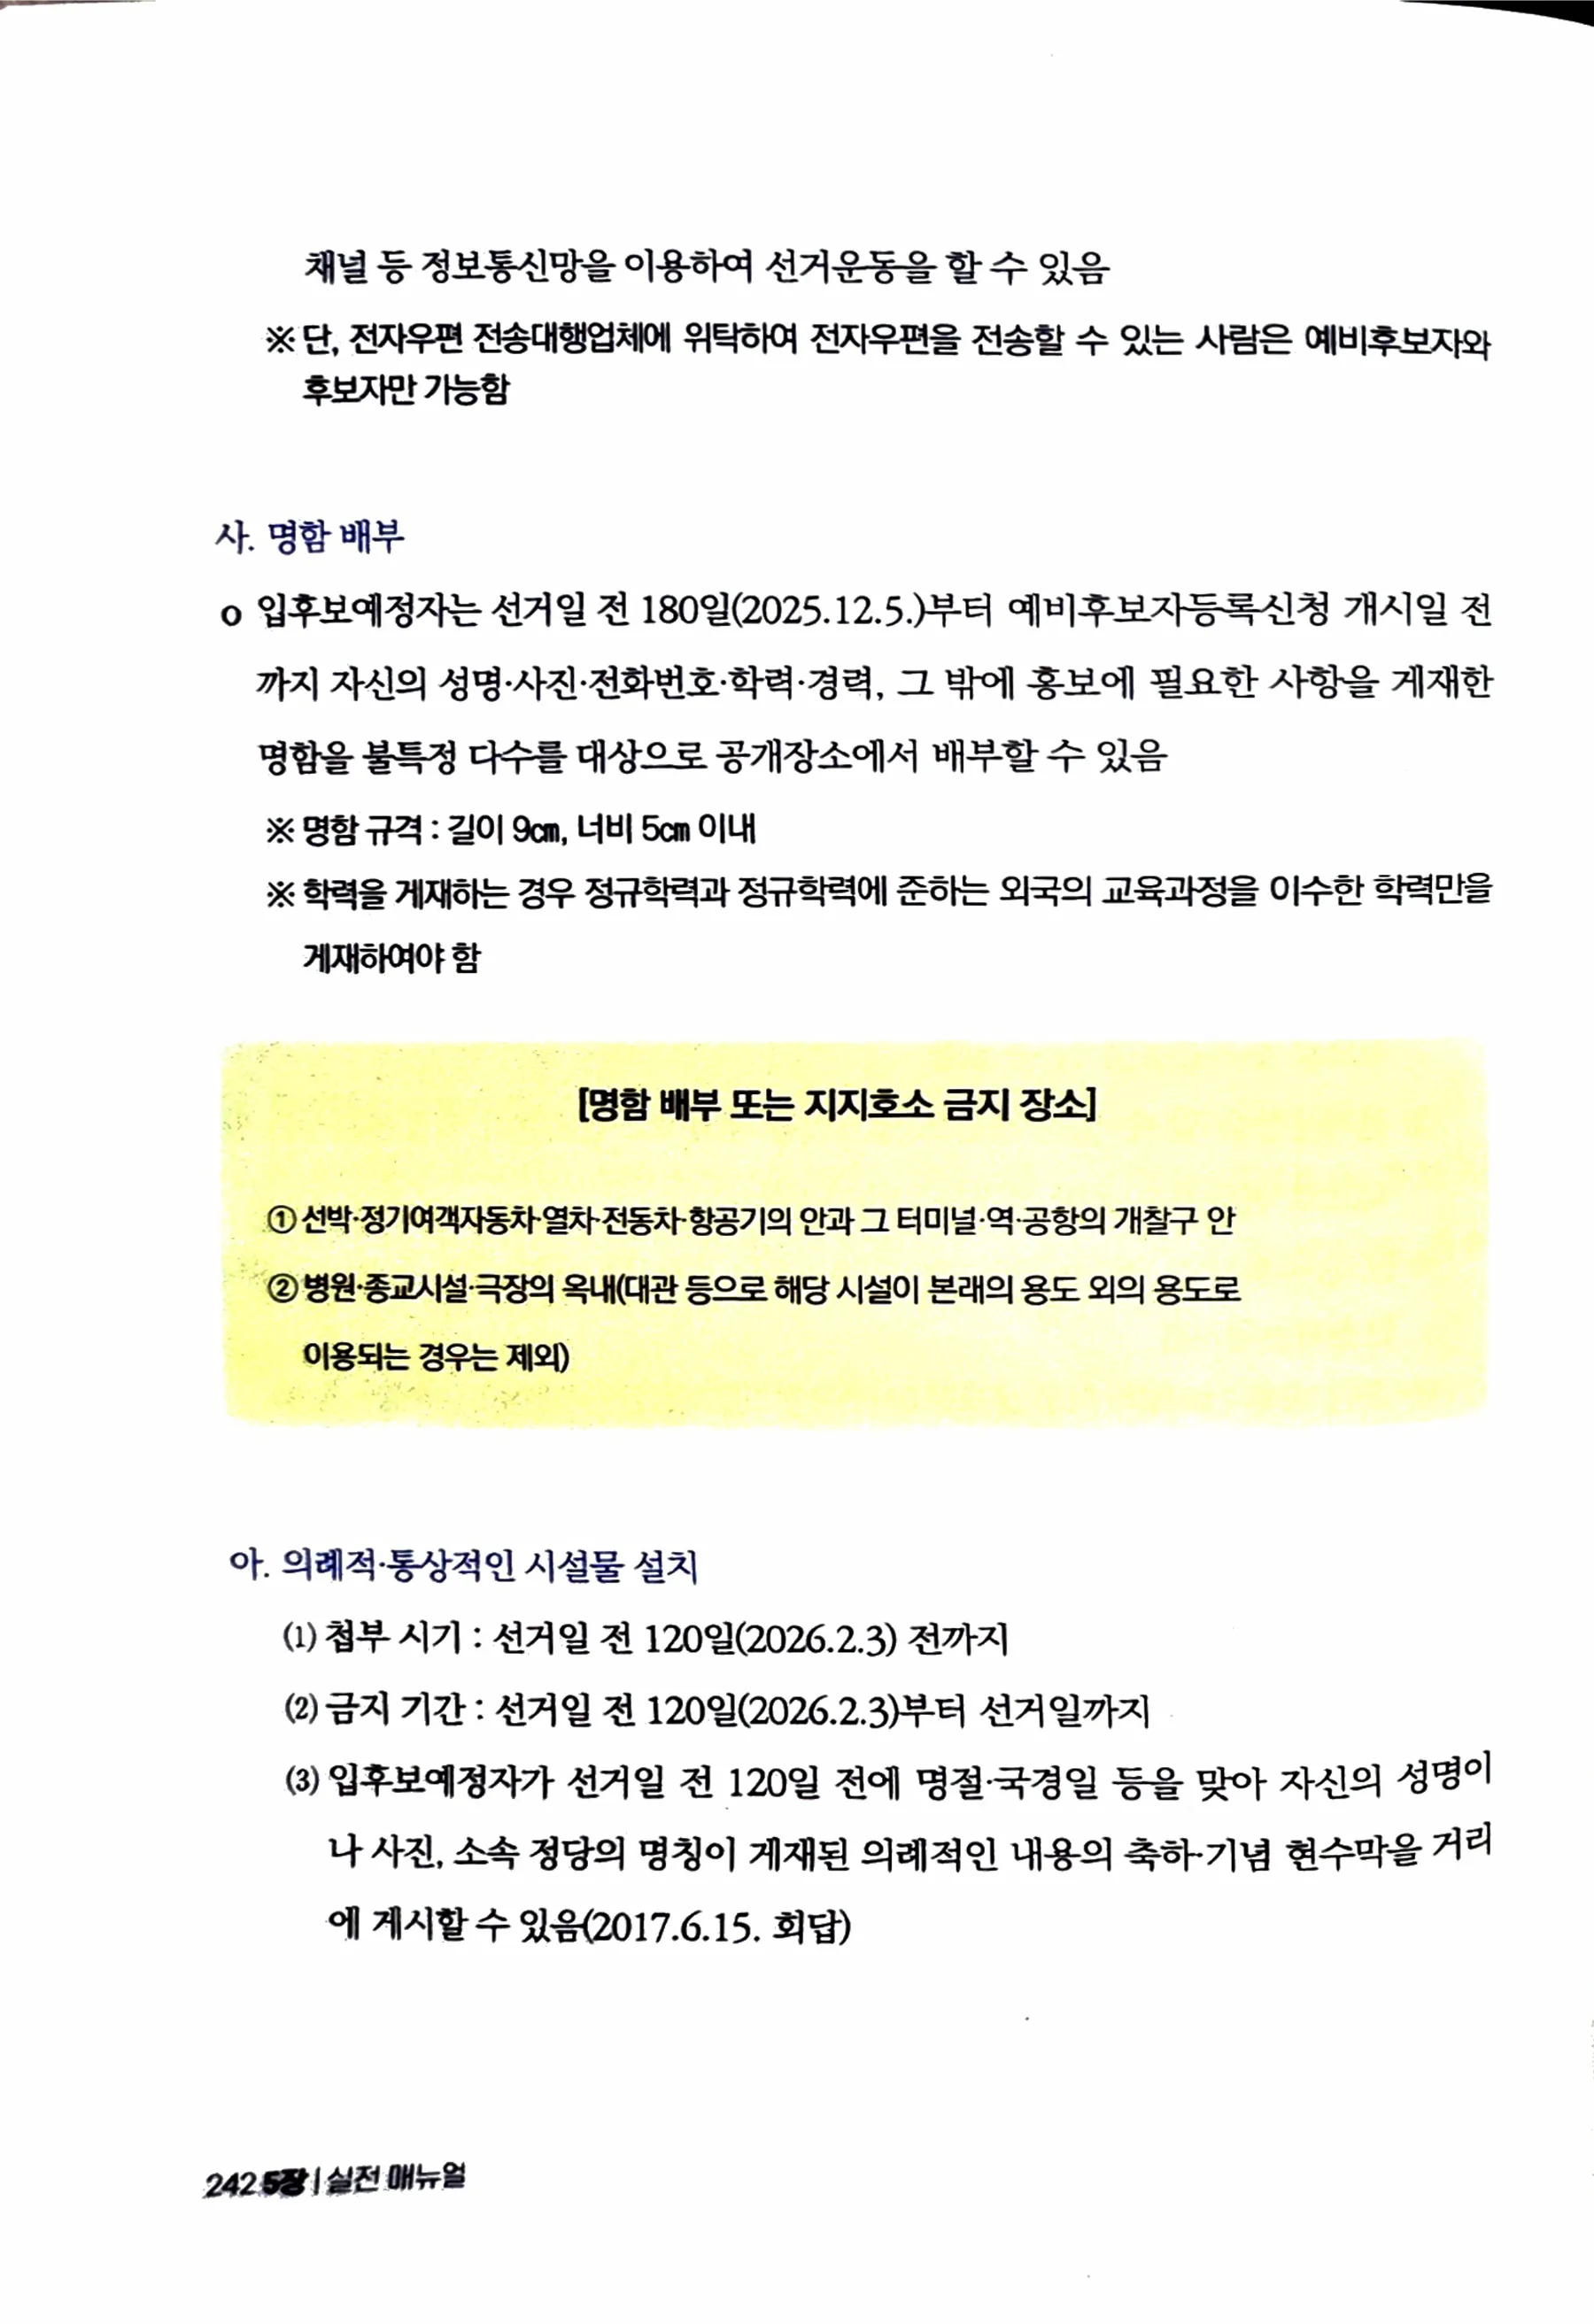 채널 등 정보통신망을 이용하여 선거운동을 할 수 있음
※ 단, 전자우편 전송대행업체에 위탁하여 전자우편을 전송할 수 있는 사람은 예비후보자와
후보자만 가능함
사. 명함 배부
o 입후보예정자는 선거일 전 180일(2025.12.5.)부터 예비후보자등록신청 개시일 전
까지 자신의 성명·사진·전화번호·학력·경력, 그 밖에 홍보에 필요한 사항을 게재한
명함을 불특정 다수를 대상으로 공개장소에서 배부할 수 있음
※ 명함 규격 : 길이 9㎝, 너비 5㎝ 이내
※ 학력을 게재하는 경우 정규학력과 정규학력에 준하는 외국의 교육과정을 이수한 학력만을
게재하여야 함
[명함 배부 또는 지지호소 금지 장소]
① 선박·정기여객자동차·열차·전동차·항공기의 안과 그 터미널·역·공항의 개찰구 안
② 병원·종교시설·극장의 옥내(대관 등으로 해당 시설이 본래의 용도 외의 용도로
이용되는 경우는 제외)
아. 의례적·통상적인 시설물 설치
(1) 첩부 시기 : 선거일 전 120일(2026.2.3) 전까지
(2) 금지 기간 : 선거일 전 120일(2026.2.3)부터 선거일까지
(3) 입후보예정자가 선거일 전 120일 전에 명절·국경일 등을 맞아 자신의 성명이
나 사진, 소속 정당의 명칭이 게재된 의례적인 내용의 축하·기념 현수막을 거리
에 게시할 수 있음(2017.6.15. 회답)
242 5장 | 실전 매뉴얼